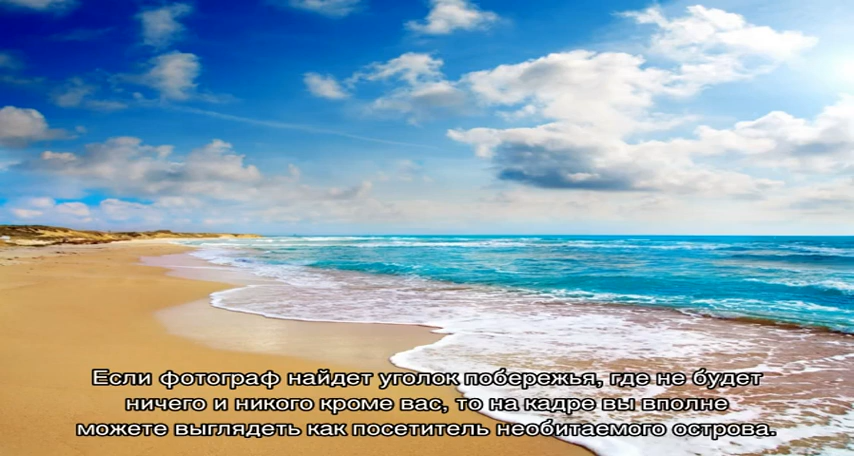 Если фотограф найдет уголок побережья, где не будет
ничего и никого кроме вас, то на кадре вы вполне
можете выглядеть как посетитель необитаемого острова.